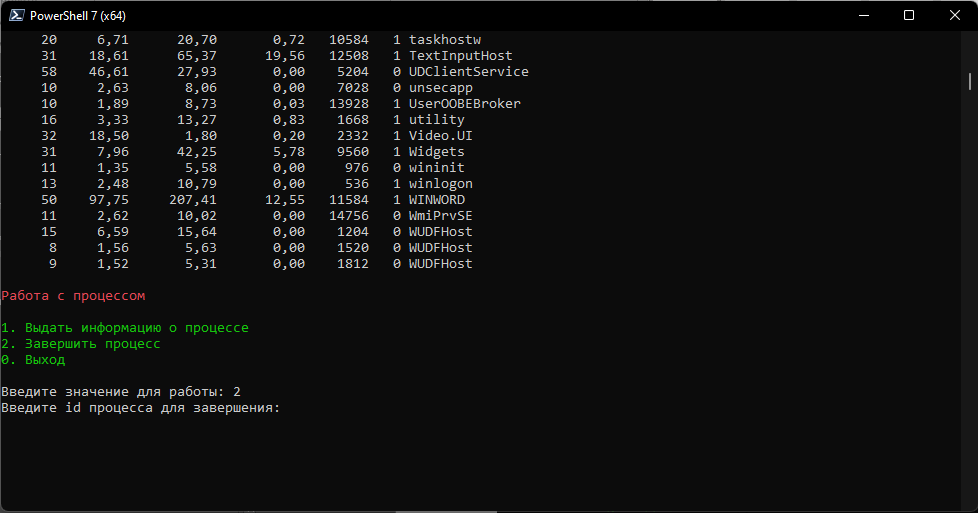 PowerShell 7 (x64)
20 6,71 20,70 0,72 10584 1 taskhostw
31 18,61 65,37 19,56 12508 1 TextInputHost
58 46,61 27,93 0,00 5204 0 UDClientService
10 2,63 8,06 0,00 7028 0 unsecapp
10 1,89 8,73 0,03 13928 1 UserOOBEBroker
16 3,33 13,27 0,83 1668 1 utility
32 18,50 1,80 0,20 2332 1 Video.UI
31 7,96 42,25 5,78 9560 1 Widgets
11 1,35 5,58 0,00 976 0 wininit
13 2,48 10,79 0,00 536 1 winlogon
50 97,75 207,41 12,55 11584 1 WINWORD
11 2,62 10,02 0,00 14756 0 WmiPrvSE
15 6,59 15,64 0,00 1204 0 WUDFHost
8 1,56 5,63 0,00 1520 0 WUDFHost
9 1,52 5,31 0,00 1812 0 WUDFHost
Работа с процессом
1. Выдать информацию о процессе
2. Завершить процесс
0. Выход
Введите значение для работы: 2
Введите id процесса для завершения: